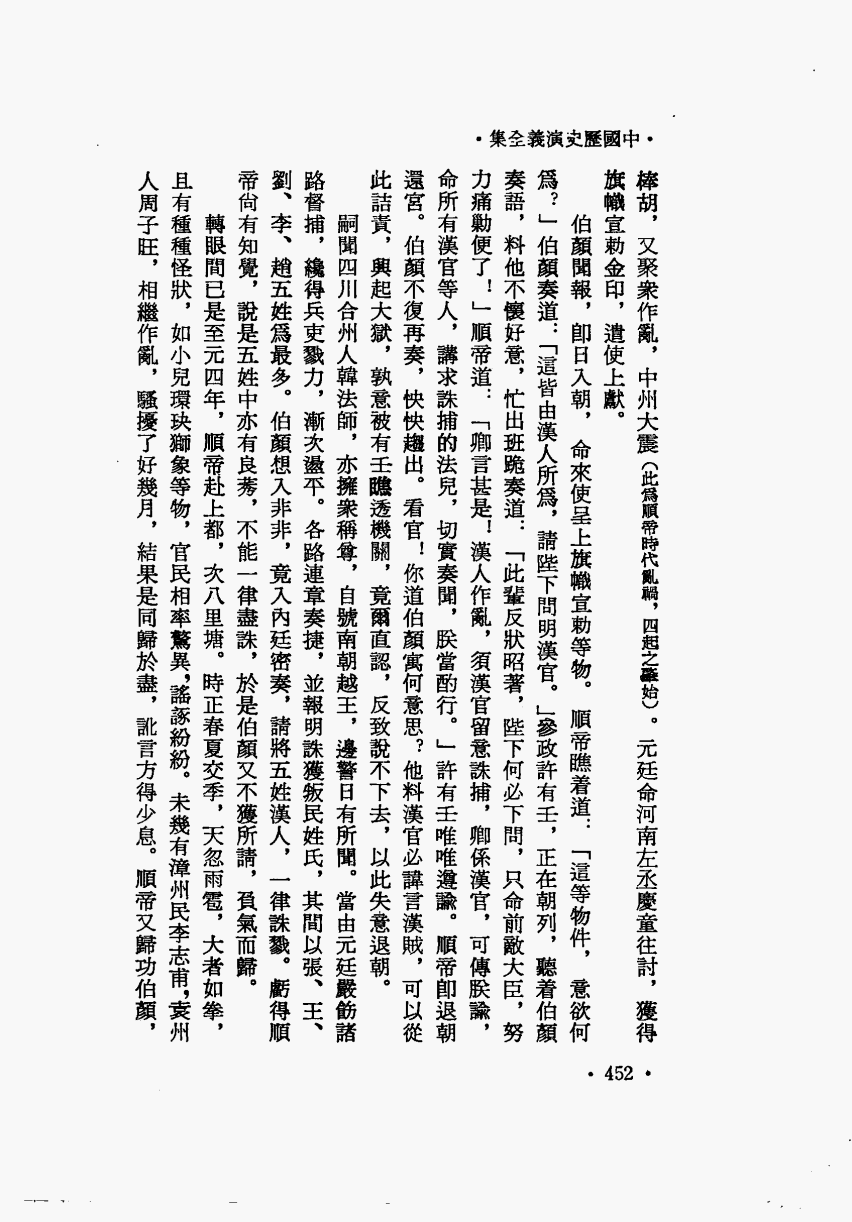 ·中國歷史演義全集·
棒胡，又聚衆作亂，中州大震（此爲順帝時代亂禍，四起之肇始）。元廷命河南左丞慶童往討，獲得
旗幟宣勅金印，遣使上獻。
伯顏聞報，卽日入朝，命來使呈上旗幟宣勅等物。順帝瞧着道：「這等物件，意欲何
爲？」伯顏奏道：「這皆由漢人所爲，請陛下問明漢官。」參政許有壬，正在朝列，聽着伯顏
奏語，料他不懷好意，忙出班跪奏道：「此輩反狀昭著，陛下何必下問，只命前敵大臣，努
力痛勦便了！」順帝道：「卿言甚是！漢人作亂，須漢官留意誅捕，卿係漢官，可傳朕諭，
命所有漢官等人，講求誅捕的法兒，切實奏聞，朕當酌行。」許有壬唯唯遵諭。順帝卽退朝
還宮。伯顏不復再奏，怏怏趨出。看官！你道伯顏寓何意思？他料漢官必諱言漢賊，可以從
此詰責，興起大獄，孰意被有壬瞧透機關，竟爾直認，反致說不下去，以此失意退朝。
嗣聞四川合州人韓法師，亦擁衆稱尊，自號南朝越王，邊警日有所聞。當由元廷嚴飭諸
路督捕，纔得兵吏戮力，漸次盪平。各路連章奏捷，並報明誅獲叛民姓氏，其間以張、王、
劉、李、趙五姓爲最多。伯顏想入非非，竟入內廷密奏，請將五姓漢人，一律誅戮。虧得順
帝尙有知覺，說是五姓中亦有良莠，不能一律盡誅，於是伯顏又不獲所請，負氣而歸。
轉眼間已是至元四年，順帝赴上都，次八里塘。時正春夏交季，天忽雨雹，大者如拳，
且有種種怪狀，如小兒環玦獅象等物，官民相率驚異，謠諑紛紛。未幾有漳州民李志甫，袁州
人周子旺，相繼作亂，騷擾了好幾月，結果是同歸於盡，訛言方得少息。順帝又歸功伯顏，
·452·